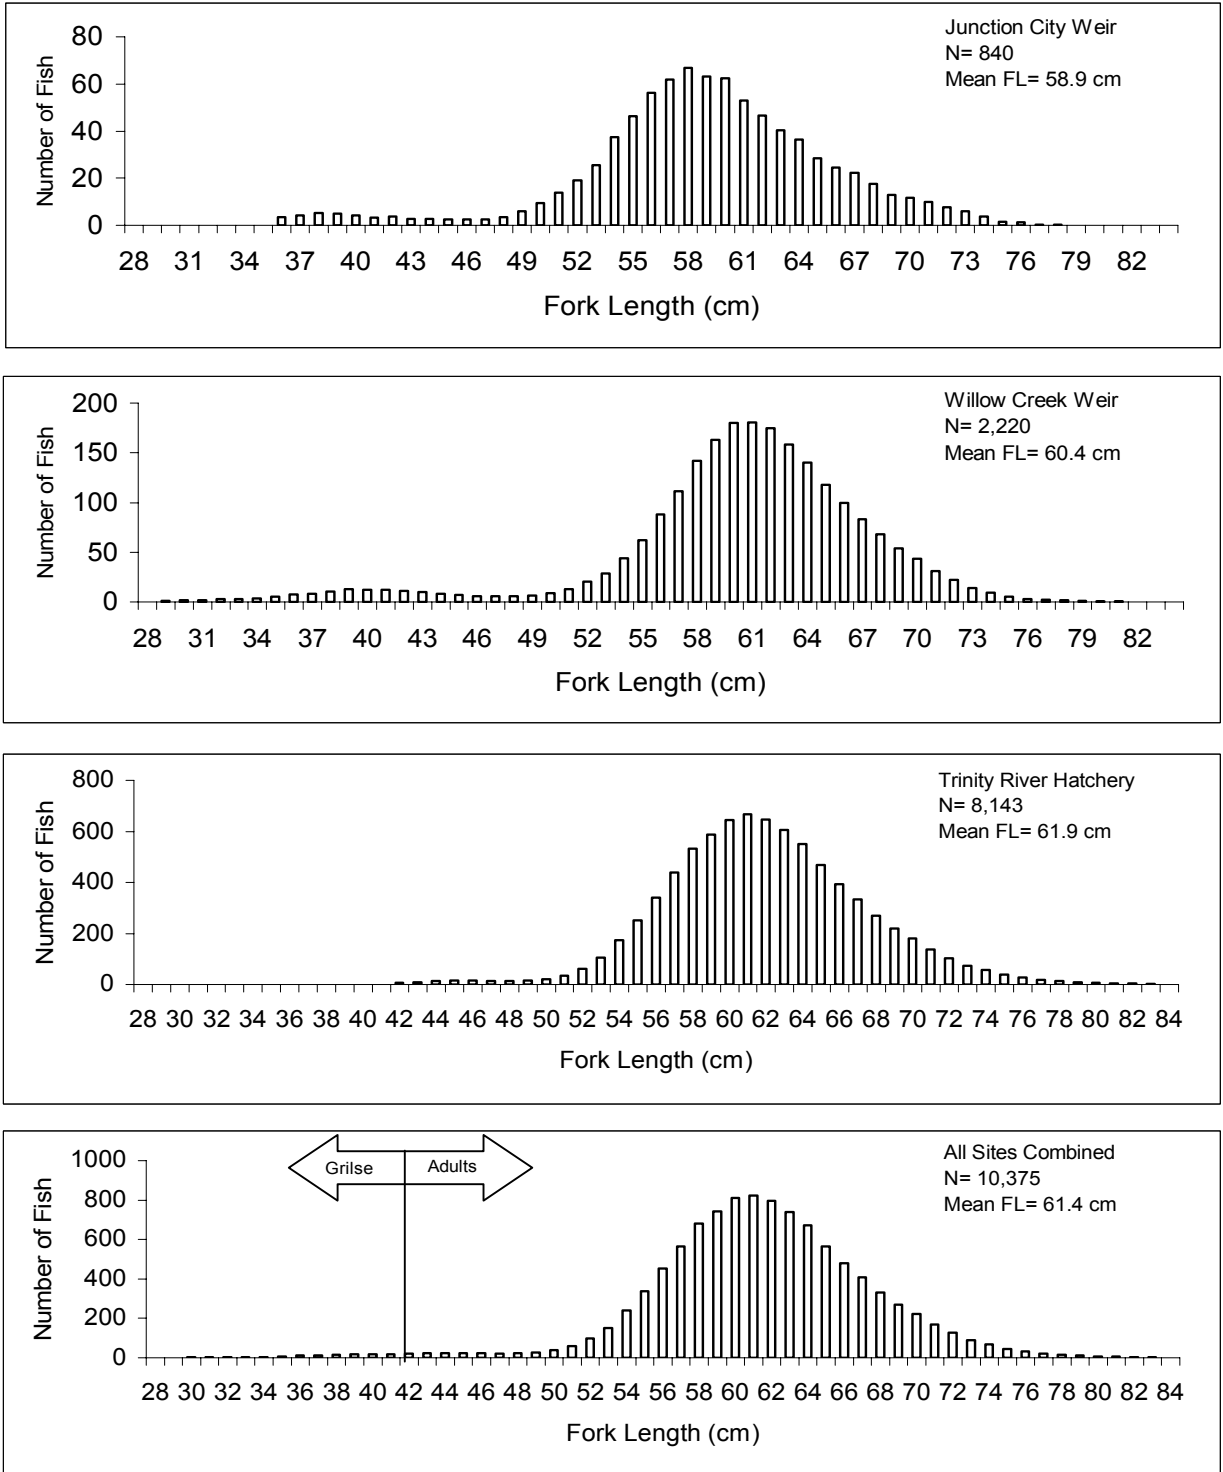 Junction City Weir
N= 840
Mean FL= 58.9 cm
Number of Fish
80
60
40
20
0
28 31 34 37 40 43 46 49 52 55 58 61 64 67 70 73 76 79 82
Fork Length (cm)
Willow Creek Weir
N= 2,220
Mean FL= 60.4 cm
Number of Fish
200
150
100
50
0
28 31 34 37 40 43 46 49 52 55 58 61 64 67 70 73 76 79 82
Fork Length (cm)
Trinity River Hatchery
N= 8,143
Mean FL= 61.9 cm
Number of Fish
800
600
400
200
0
28 30 32 34 36 38 40 42 44 46 48 50 52 54 56 58 60 62 64 66 68 70 72 74 76 78 80 82 84
Fork Length (cm)
All Sites Combined
N= 10,375
Mean FL= 61.4 cm
Grilse Adults
Number of Fish
1000
800
600
400
200
0
28 30 32 34 36 38 40 42 44 46 48 50 52 54 56 58 60 62 64 66 68 70 72 74 76 78 80 82 84
Fork Length (cm)